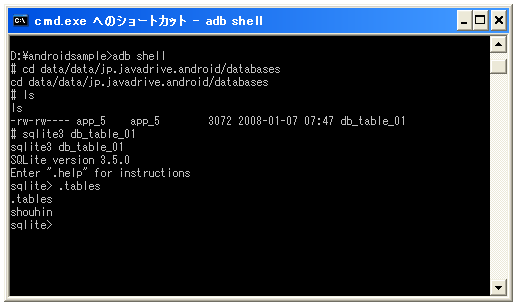 cmd.exe へのショートカット - adb shell
D:¥androidsample>adb shell
# cd data/data/jp.javadrive.android/databases
cd data/data/jp.javadrive.android/databases
# ls
ls
-rw-rw---- app_5    app_5        3072 2008-01-07 07:47 db_table_01
# sqlite3 db_table_01
sqlite3 db_table_01
SQLite version 3.5.0
Enter ".help" for instructions
sqlite> .tables
.tables
shouhin
sqlite>